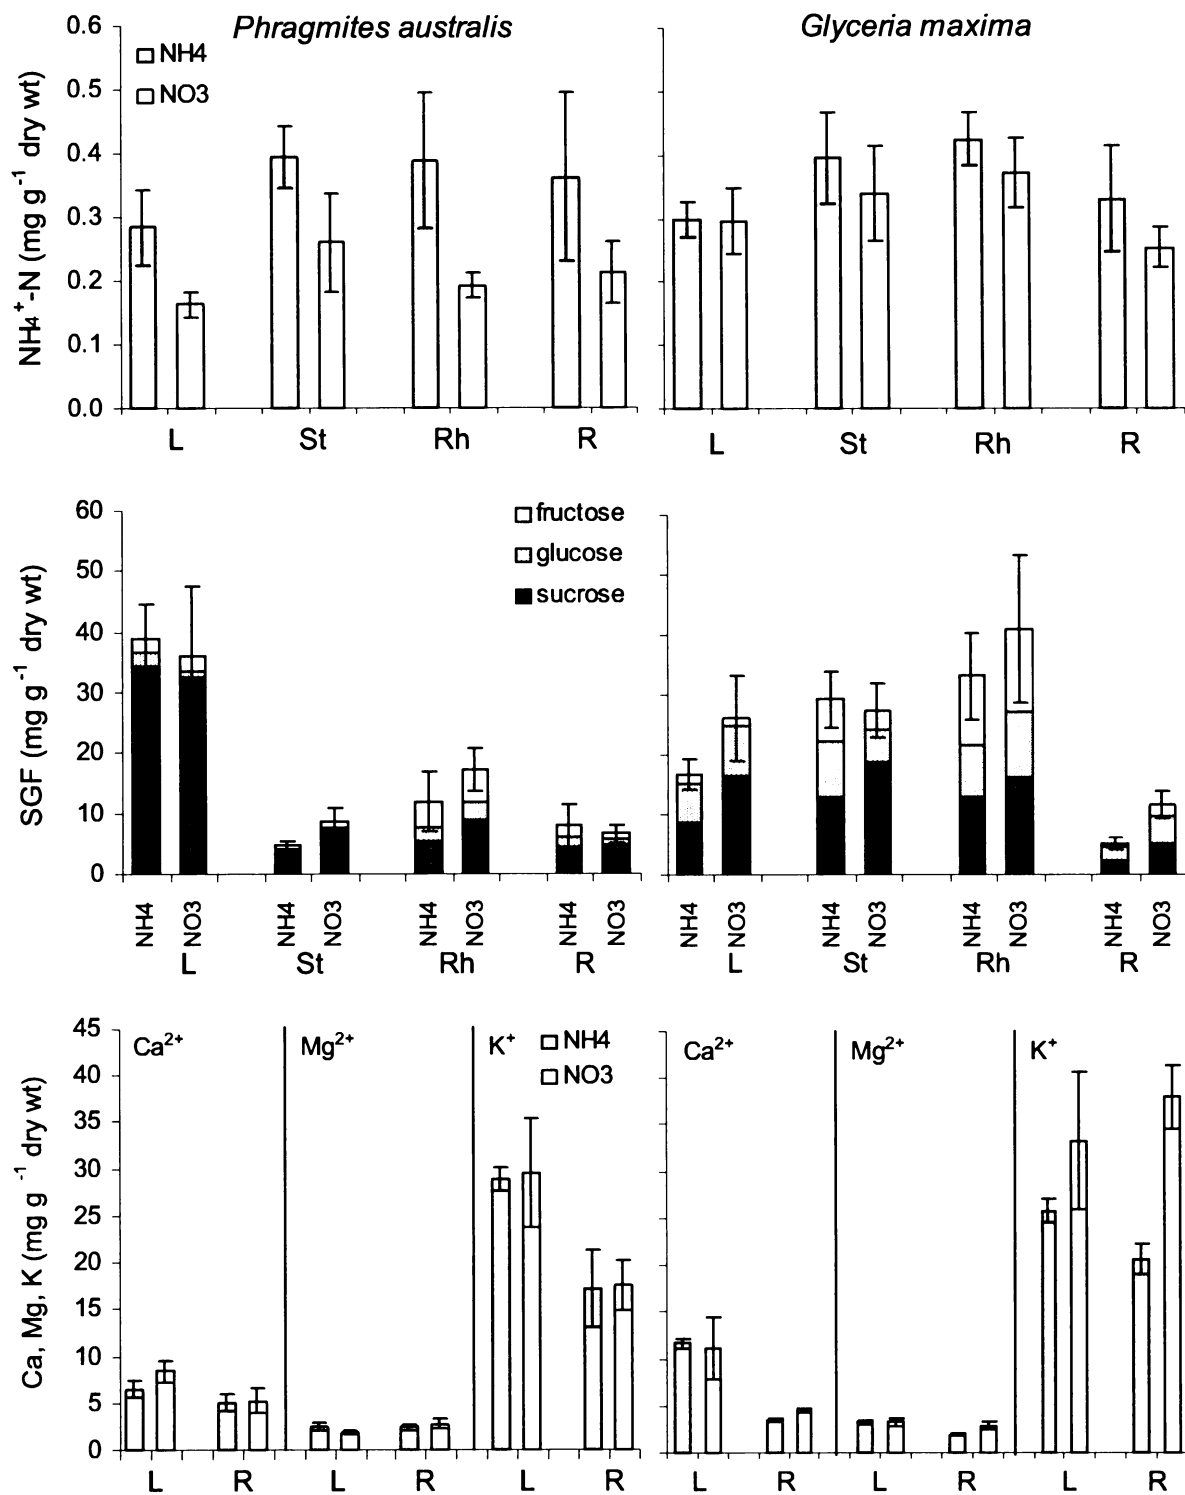 Phragmites australis
Glyceria maxima
NH4
NO3
NH₄⁺-N (mg g⁻¹ dry wt)
0.6
0.5
0.4
0.3
0.2
0.1
0.0
L St Rh R
L St Rh R
fructose
glucose
sucrose
SGF (mg g⁻¹ dry wt)
60
50
40
30
20
10
0
NH4 NO3 NH4 NO3 NH4 NO3 NH4 NO3
NH4 NO3 NH4 NO3 NH4 NO3 NH4 NO3
L St Rh R
L St Rh R
Ca, Mg, K (mg g⁻¹ dry wt)
45
40
35
30
25
20
15
10
5
0
Ca²⁺ Mg²⁺ K⁺
NH4
NO3
Ca²⁺ Mg²⁺ K⁺
L R L R L R
L R L R L R